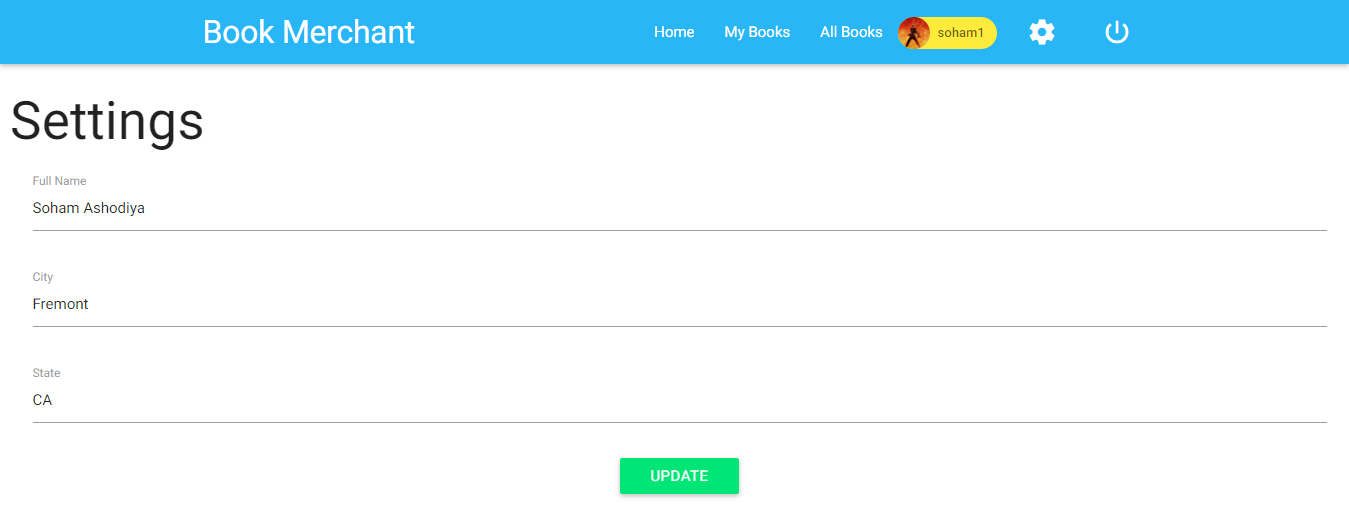 Book Merchant Home My Books All Books soham1
Settings
Full Name
Soham Ashodiya
City
Fremont
State
CA
UPDATE